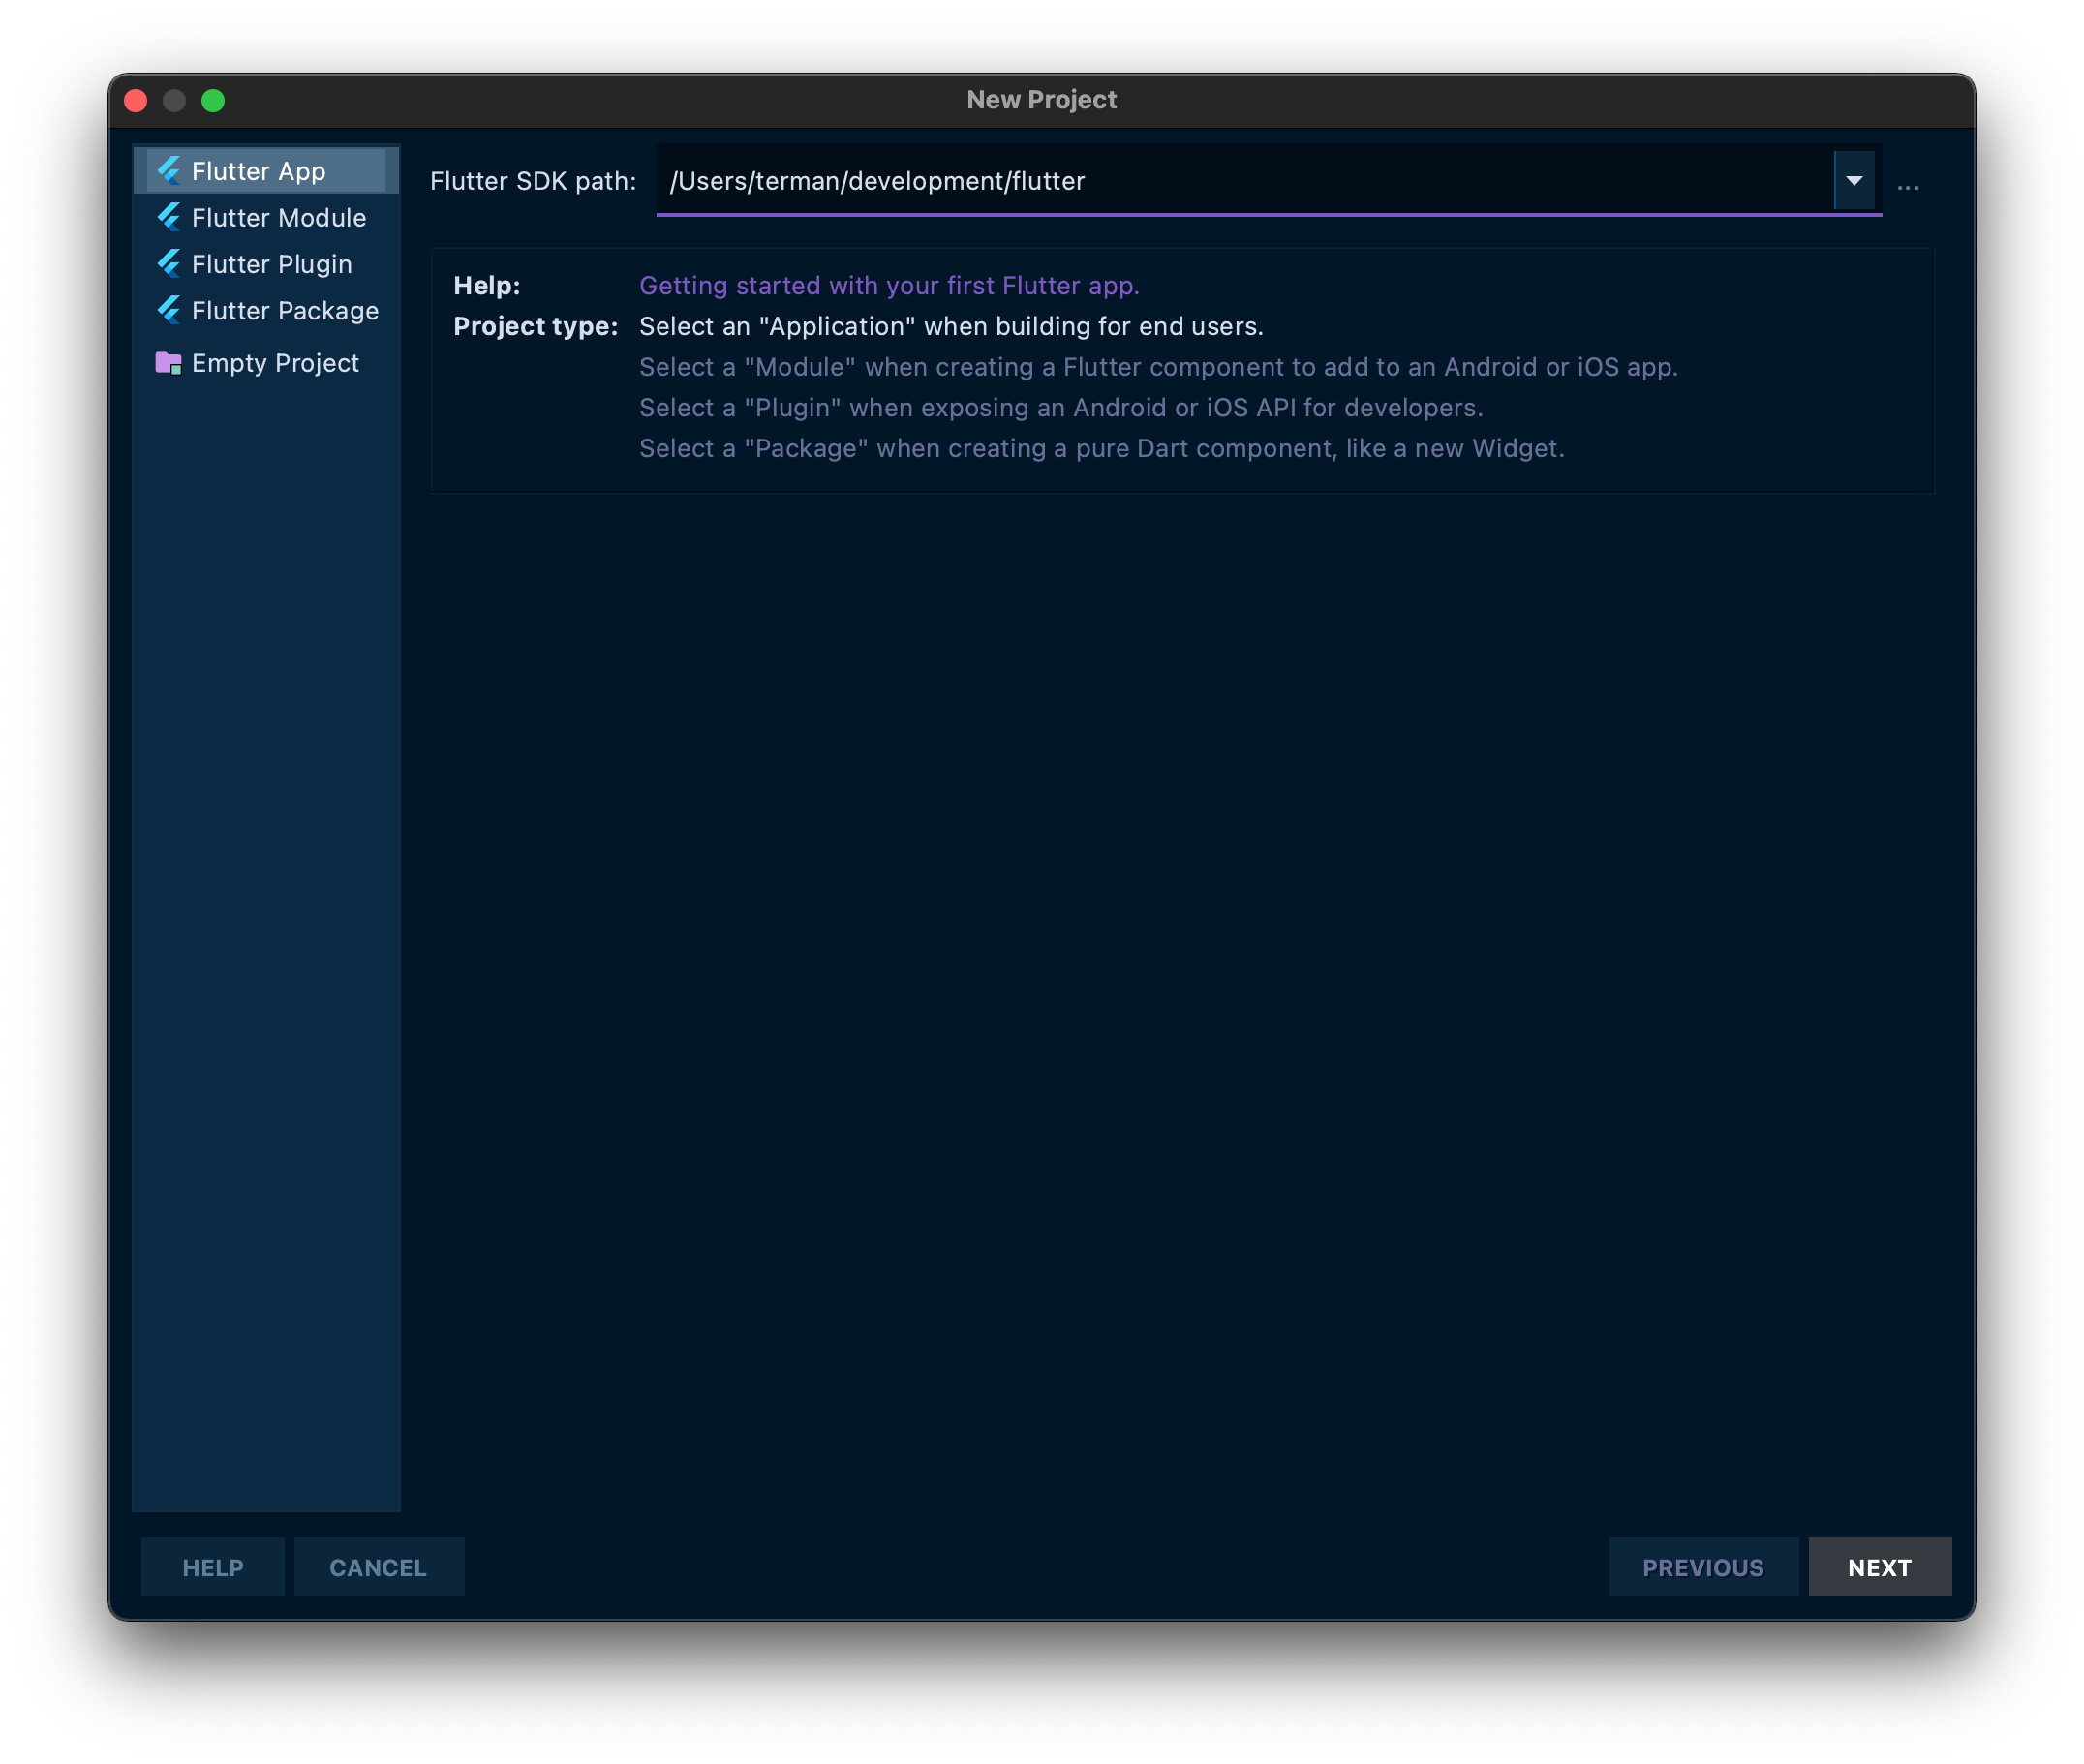 New Project
Flutter App
Flutter Module
Flutter Plugin
Flutter Package
Empty Project
Flutter SDK path: /Users/terman/development/flutter ...
Help: Getting started with your first Flutter app.
Project type: Select an "Application" when building for end users.
Select a "Module" when creating a Flutter component to add to an Android or iOS app.
Select a "Plugin" when exposing an Android or iOS API for developers.
Select a "Package" when creating a pure Dart component, like a new Widget.
HELP CANCEL PREVIOUS NEXT